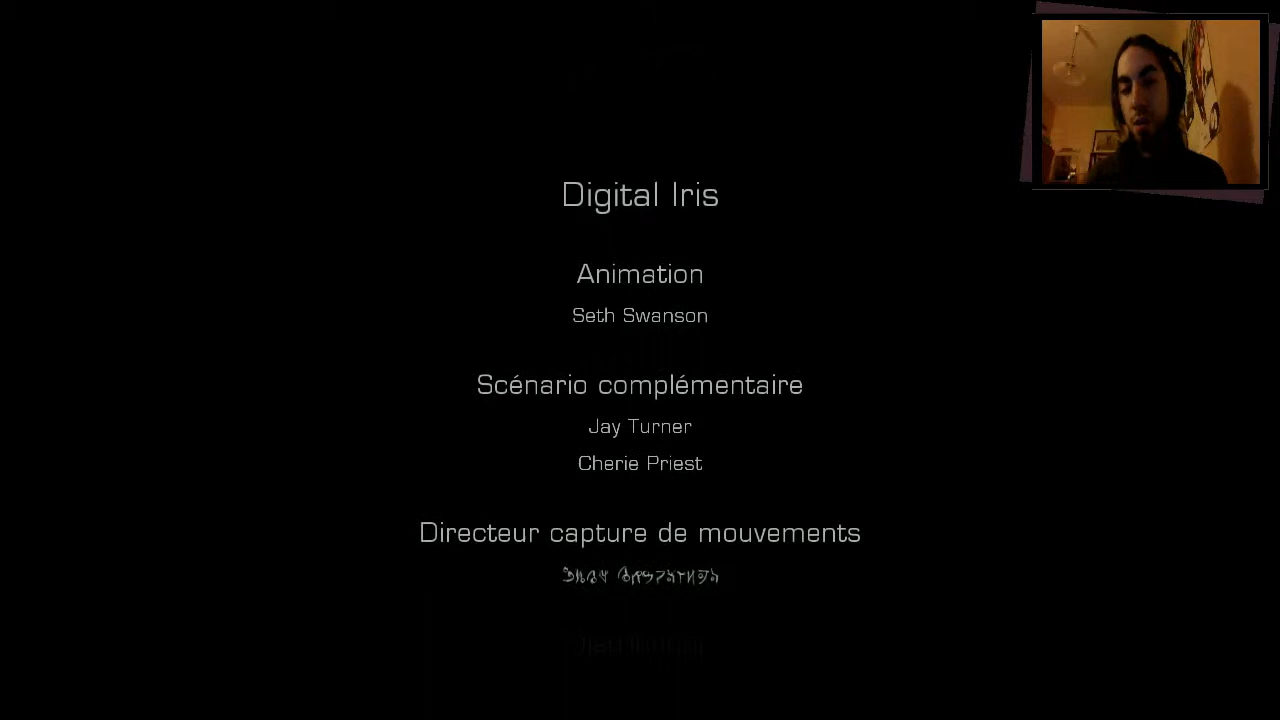 Digital Iris
Animation
Seth Swanson
Scénario complémentaire
Jay Turner
Cherie Priest
Directeur capture de mouvements